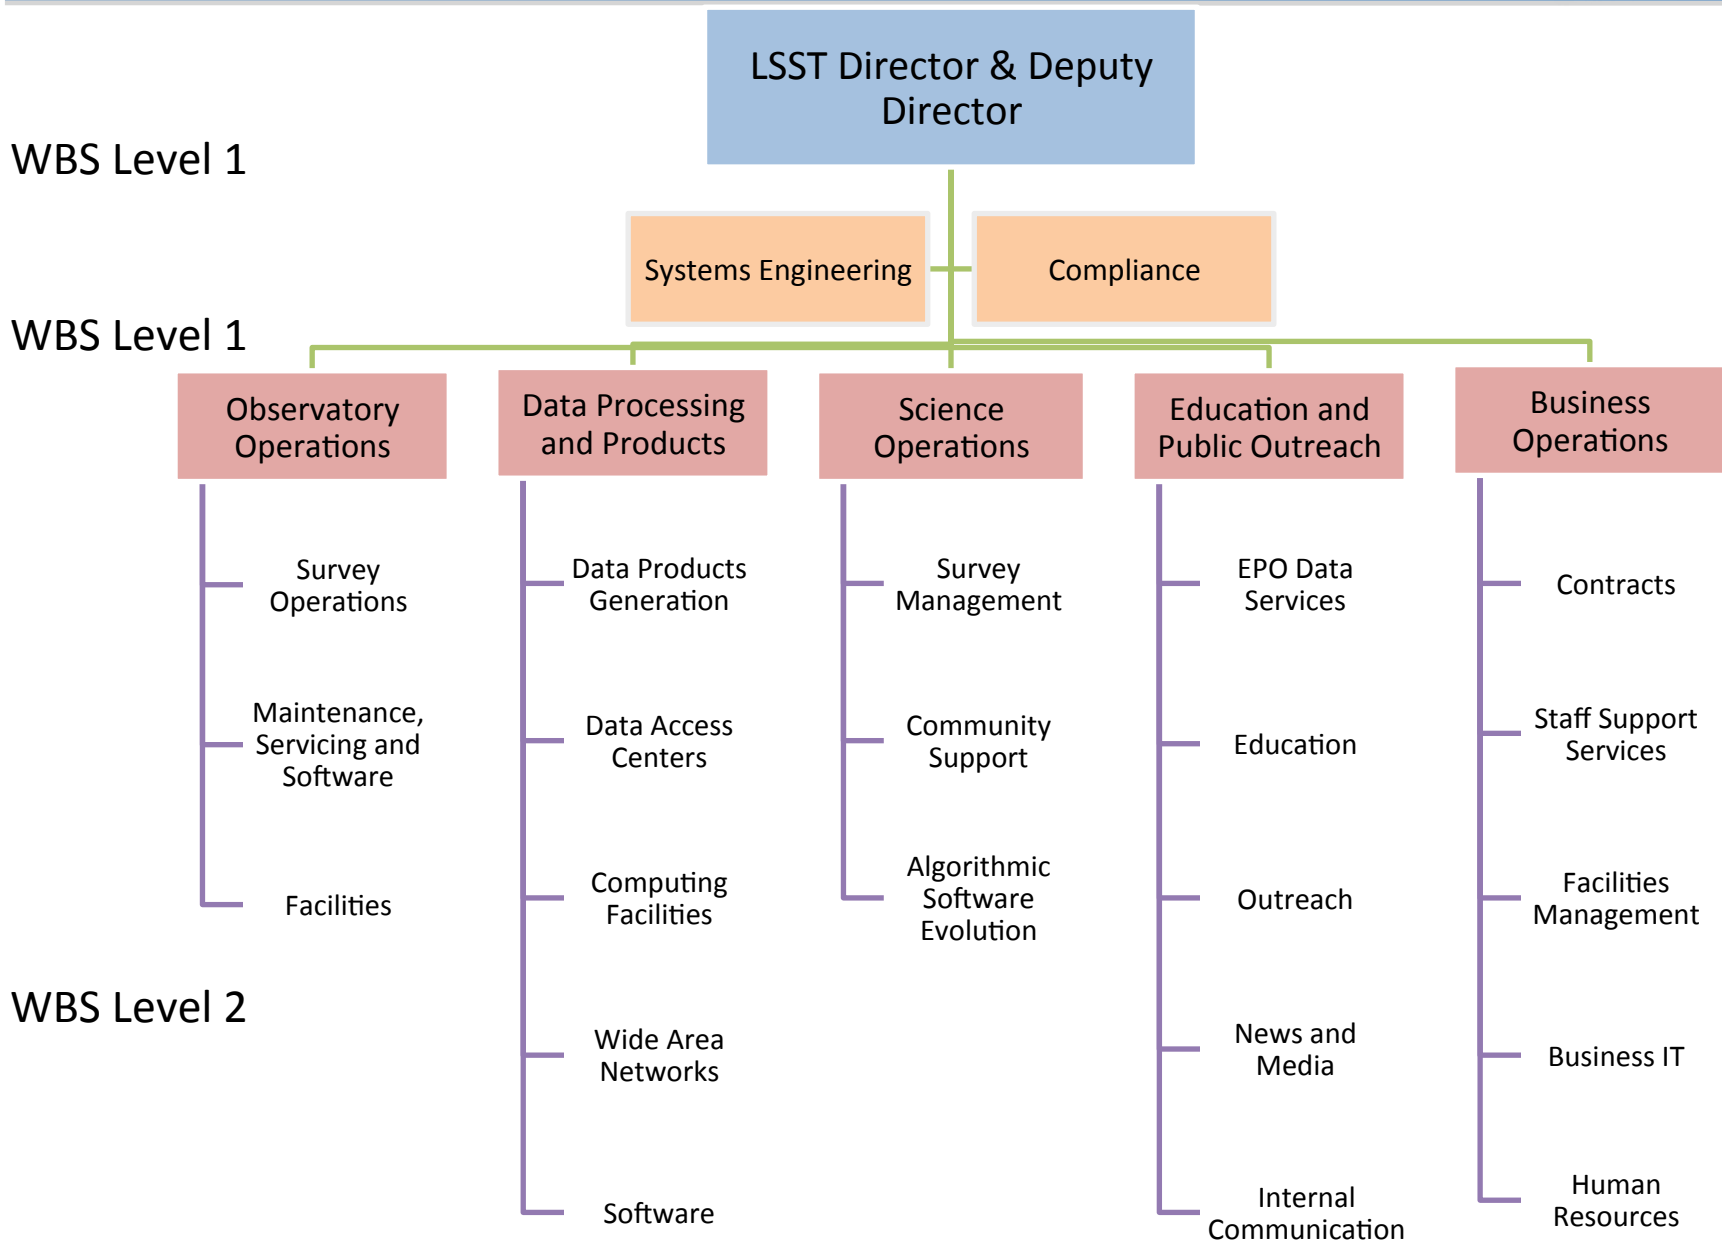 LSST Director & Deputy
Director
WBS Level 1
Systems Engineering
Compliance
WBS Level 1
Observatory
Operations
Data Processing
and Products
Science
Operations
Education and
Public Outreach
Business
Operations
Survey
Operations
Maintenance,
Servicing and
Software
Facilities
Data Products
Generation
Data Access
Centers
Computing
Facilities
Wide Area
Networks
Software
Survey
Management
Community
Support
Algorithmic
Software
Evolution
EPO Data
Services
Education
Outreach
News and
Media
Internal
Communication
Contracts
Staff Support
Services
Facilities
Management
Business IT
Human
Resources
WBS Level 2